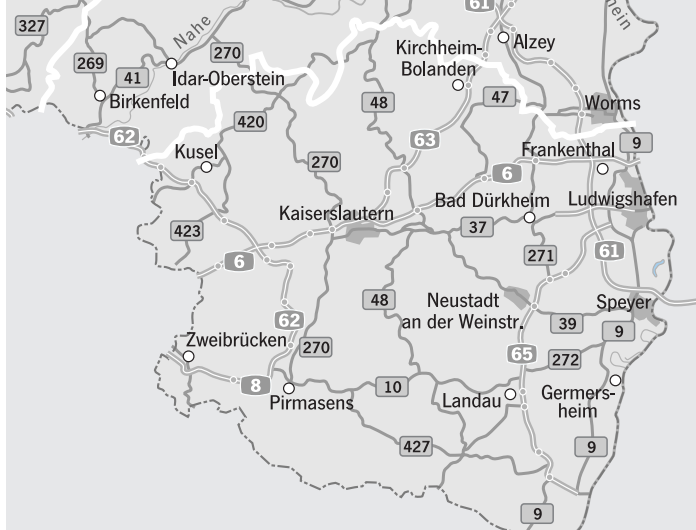 61
hein
327
Nahe
Alzey
Kirchheim-
Bolanden
270
269
41
Idar-Oberstein
Birkenfeld
48
47
Worms
420
62
63
9
Kusel
270
Frankenthal
6
Bad Dürkheim
Ludwigshafen
Kaiserslautern
37
423
271
61
6
Neustadt
an der Weinstr.
48
Speyer
62
39
9
Zweibrücken
270
65
272
8
10
Pirmasens
Landau
Germers-
heim
427
9
9